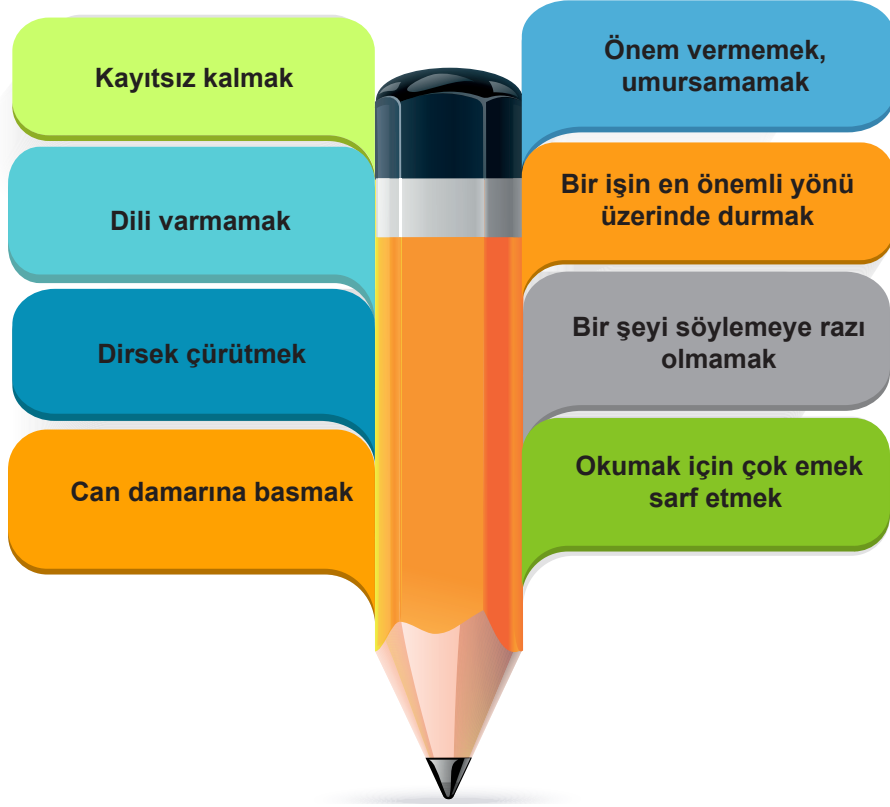 Kayıtsız kalmak
Dili varmamak
Dirsek çürütmek
Can damarına basmak
Önem vermemek,
umursamamak
Bir işin en önemli yönü
üzerinde durmak
Bir şeyi söylemeye razı
olmamak
Okumak için çok emek
sarf etmek